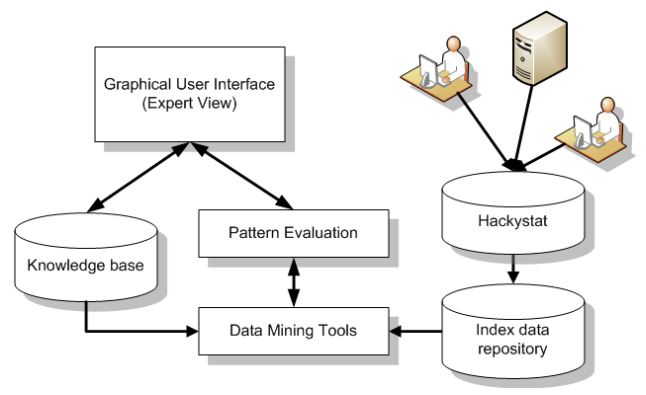 Graphical User Interface
(Expert View)
Hackystat
Pattern Evaluation
Knowledge base
Data Mining Tools
Index data
repository